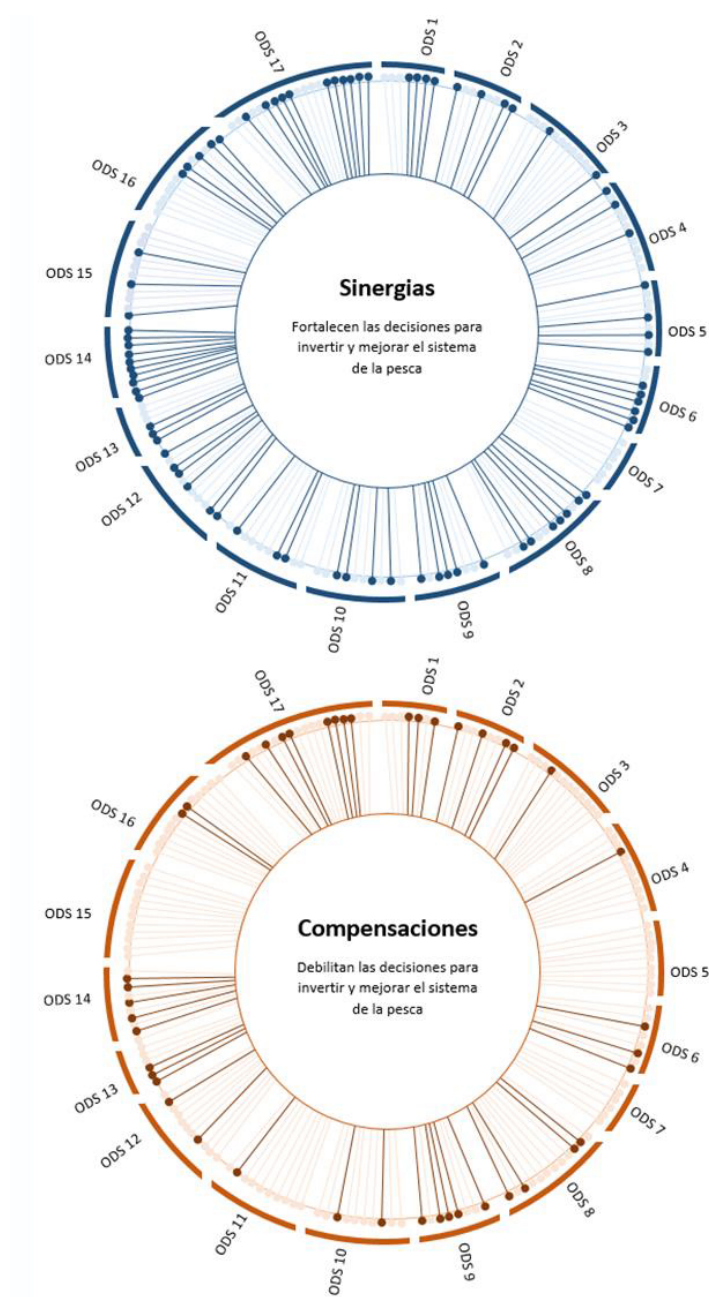 ODS 1
ODS 2
ODS 3
ODS 4
ODS 5
ODS 6
ODS 7
ODS 8
ODS 9
ODS 10
ODS 11
ODS 12
ODS 13
ODS 14
ODS 15
ODS 16
ODS 17
Sinergias
Fortalecen las decisiones para
invertir y mejorar el sistema
de la pesca
ODS 1
ODS 2
ODS 3
ODS 4
ODS 5
ODS 6
ODS 7
ODS 8
ODS 9
ODS 10
ODS 11
ODS 12
ODS 13
ODS 14
ODS 15
ODS 16
ODS 17
Compensaciones
Debilitan las decisiones para
invertir y mejorar el sistema
de la pesca